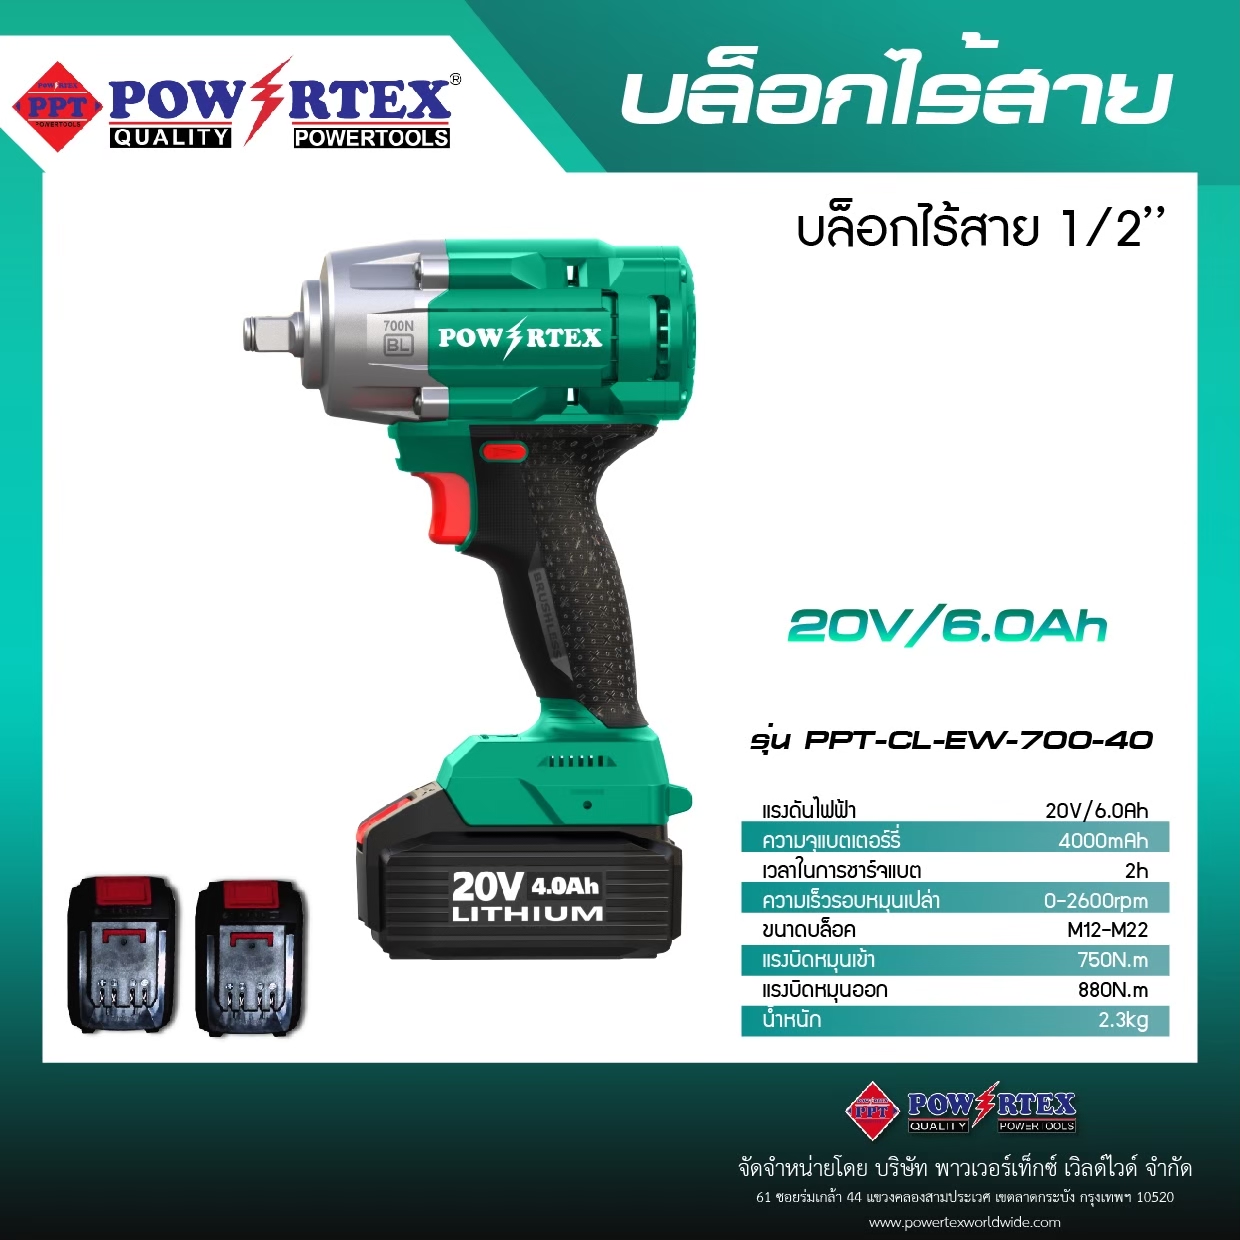 PPT
POWERTEX
POWERTOOLS
POWERTEX®
QUALITY POWERTOOLS
บล็อกไร้สาย
บล็อกไร้สาย 1/2’’
700N
BL
POWERTEX
BRUSHLESS
20V 4.0Ah
LITHIUM
20V/6.0Ah
รุ่น PPT-CL-EW-700-40
แรงดันไฟฟ้า 20V/6.0Ah
ความจุแบตเตอร์รี่ 4000mAh
เวลาในการชาร์จแบต 2h
ความเร็วรอบหมุนเปล่า 0-2600rpm
ขนาดบล็อค M12-M22
แรงบิดหมุนเข้า 750N.m
แรงบิดหมุนออก 880N.m
น้ำหนัก 2.3kg
PPT
POWERTEX
QUALITY POWERTOOLS
จัดจำหน่ายโดย บริษัท พาวเวอร์เท็กซ์ เวิลด์ไวด์ จำกัด
61 ซอยร่มเกล้า 44 แขวงคลองสามประเวศ เขตลาดกระบัง กรุงเทพฯ 10520
www.powertexworldwide.com